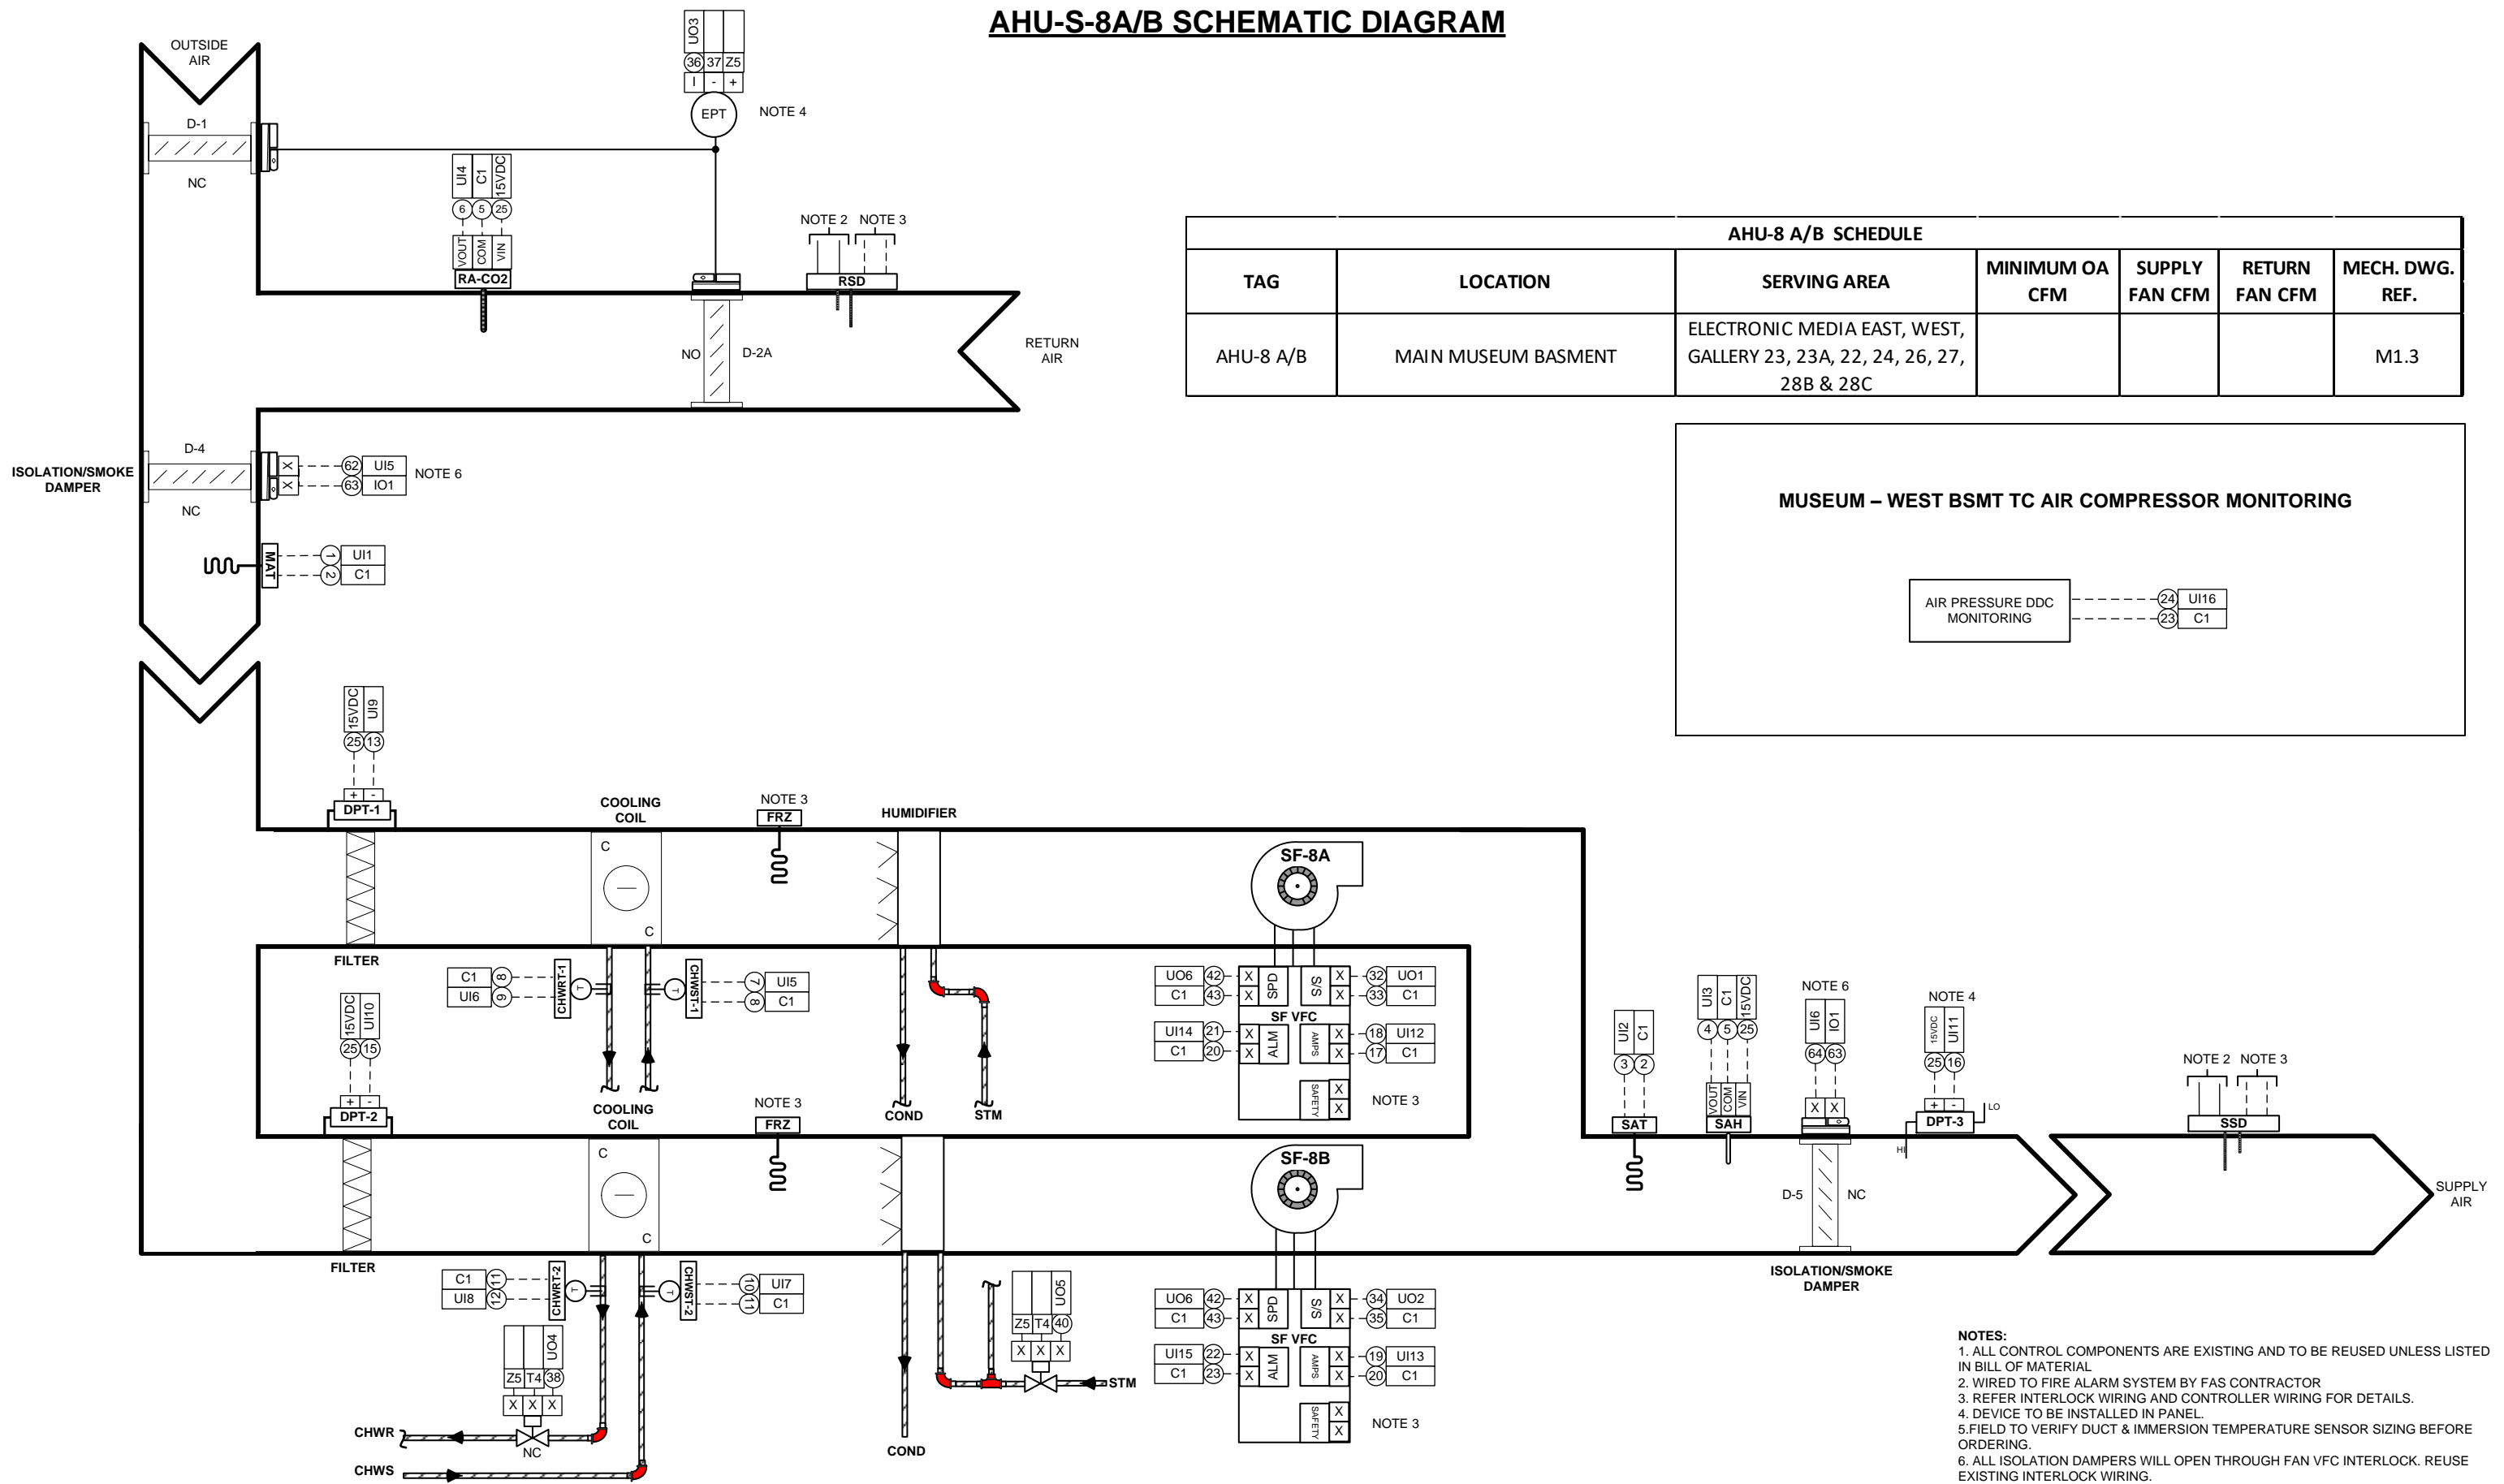 AHU-S-8A/B SCHEMATIC DIAGRAM
OUTSIDE
AIR
D-1
NC
UO3
36 37 Z5
I - +
EPT
NOTE 4
UI4 C1 15VDC
6 5 25
VOUT COM VIN
RA-CO2
NOTE 2 NOTE 3
RSD
NO
D-2A
RETURN
AIR
AHU-8 A/B SCHEDULE
TAG
LOCATION
SERVING AREA
MINIMUM OA
CFM
SUPPLY
FAN CFM
RETURN
FAN CFM
MECH. DWG.
REF.
AHU-8 A/B
MAIN MUSEUM BASMENT
ELECTRONIC MEDIA EAST, WEST,
GALLERY 23, 23A, 22, 24, 26, 27,
28B & 28C
M1.3
D-4
ISOLATION/SMOKE
DAMPER
NC
X 62 UI5
X 63 IO1
NOTE 6
MAT
1 UI1
2 C1
MUSEUM – WEST BSMT TC AIR COMPRESSOR MONITORING
AIR PRESSURE DDC
MONITORING
24 UI16
23 C1
15VDC UI9
25 13
+ -
DPT-1
COOLING
COIL
C
C
NOTE 3
FRZ
HUMIDIFIER
SF-8A
FILTER
C1 8
UI6 9
CHWRT-1
T
T
CHWST-1
7 UI5
8 C1
COOLING
COIL
COND
STM
UO6 42 X SPD
C1 43 X
S/S X 32 UO1
X 33 C1
SF VFC
UI14 21 X ALM
C1 20 X
AMPS X 18 UI12
X 17 C1
SAFETY X
X
NOTE 3
15VDC UI10
25 15
+ -
DPT-2
C
C
NOTE 3
FRZ
SF-8B
FILTER
C1 11
UI8 12
CHWRT-2
T
T
CHWST-2
10 UI7
11 C1
UO4
Z5 T4 38
X X X
NC
CHWR
CHWS
COND
UO5
Z5 T4 40
X X X
STM
UO6 42 X SPD
C1 43 X
S/S X 34 UO2
X 35 C1
SF VFC
UI15 22 X ALM
C1 23 X
AMPS X 19 UI13
X 20 C1
SAFETY X
X
NOTE 3
UI2 C1
3 2
SAT
UI3 C1 15VDC
4 5 25
VOUT COM VIN
SAH
NOTE 6
UI6 IO1
64 63
X X
D-5
NC
ISOLATION/SMOKE
DAMPER
NOTE 4
15VDC UI11
25 16
+ -
DPT-3
LO
HI
NOTE 2 NOTE 3
SSD
SUPPLY
AIR
NOTES:
1. ALL CONTROL COMPONENTS ARE EXISTING AND TO BE REUSED UNLESS LISTED
IN BILL OF MATERIAL
2. WIRED TO FIRE ALARM SYSTEM BY FAS CONTRACTOR
3. REFER INTERLOCK WIRING AND CONTROLLER WIRING FOR DETAILS.
4. DEVICE TO BE INSTALLED IN PANEL.
5.FIELD TO VERIFY DUCT & IMMERSION TEMPERATURE SENSOR SIZING BEFORE
ORDERING.
6. ALL ISOLATION DAMPERS WILL OPEN THROUGH FAN VFC INTERLOCK. REUSE
EXISTING INTERLOCK WIRING.